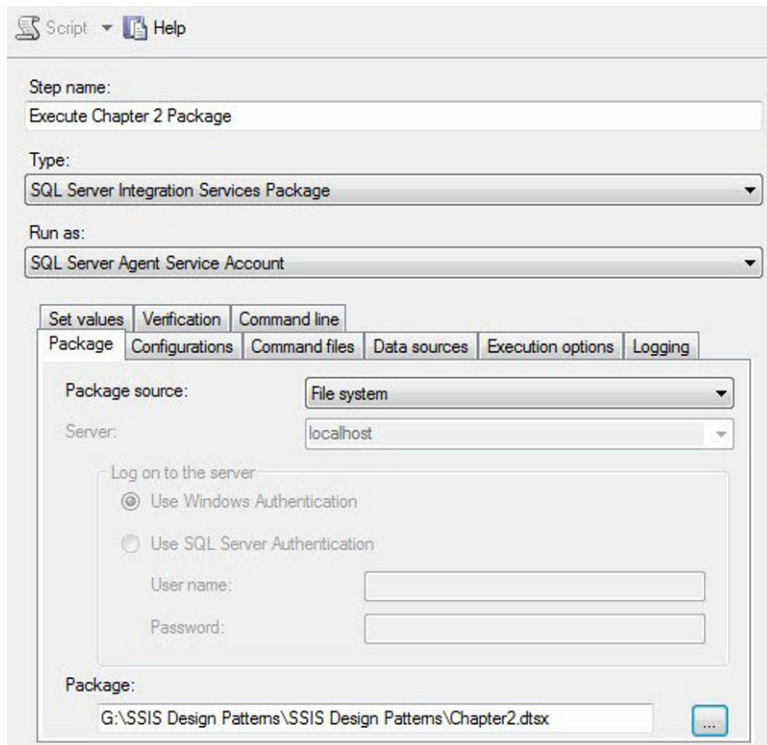 Script Help
Step name:
Execute Chapter 2 Package
Type:
SQL Server Integration Services Package
Run as:
SQL Server Agent Service Account
Set values Verification Command line
Package Configurations Command files Data sources Execution options Logging
Package source: File system
Server: localhost
Log on to the server
Use Windows Authentication
Use SQL Server Authentication
User name:
Password:
Package:
G:\SSIS Design Patterns\SSIS Design Patterns\Chapter2.dtsx ...